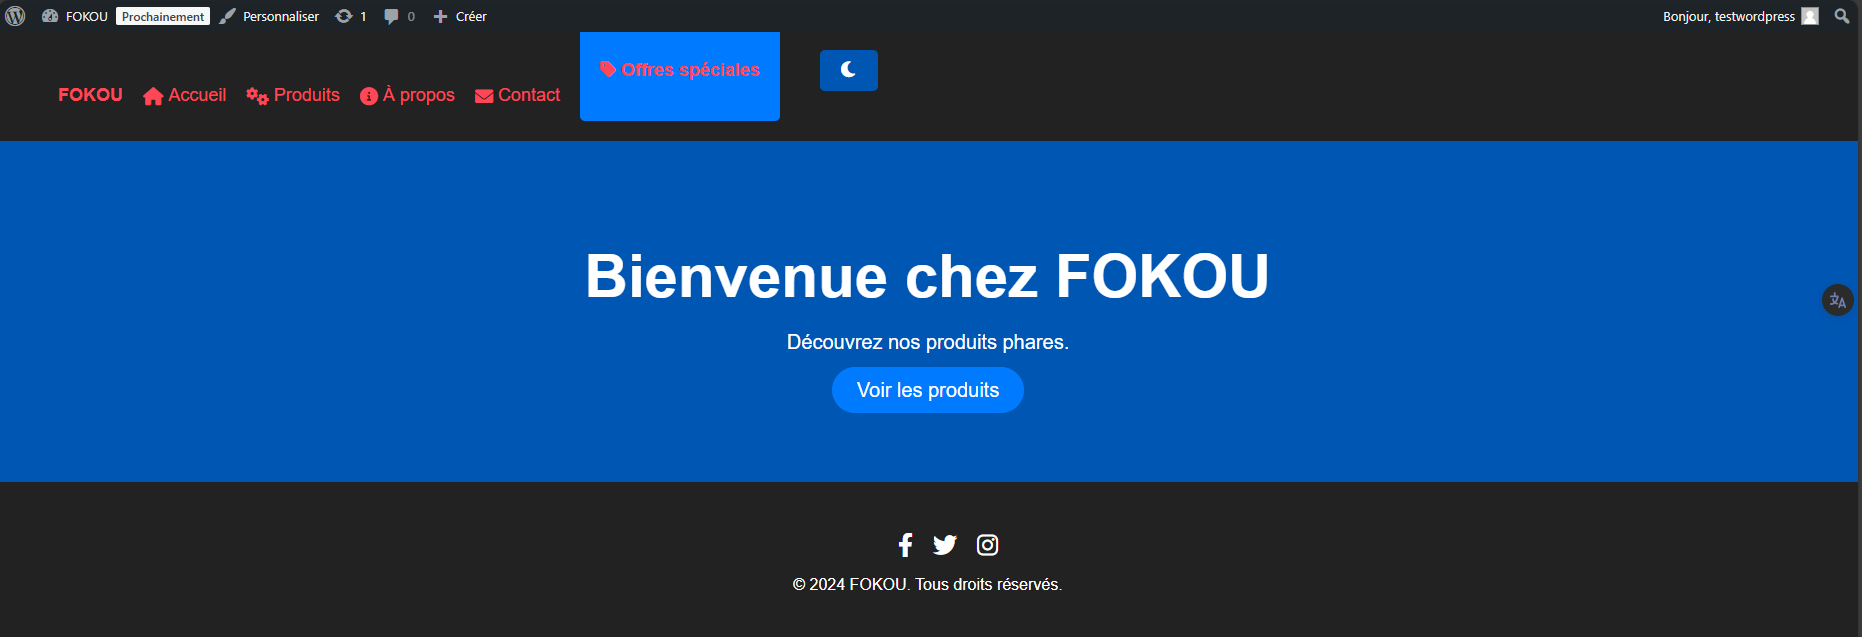 FOKOU Prochainement Personnaliser 1 0 Créer Bonjour, testwordpress
Offres spéciales
FOKOU Accueil Produits À propos Contact
Bienvenue chez FOKOU
Découvrez nos produits phares.
Voir les produits
© 2024 FOKOU. Tous droits réservés.